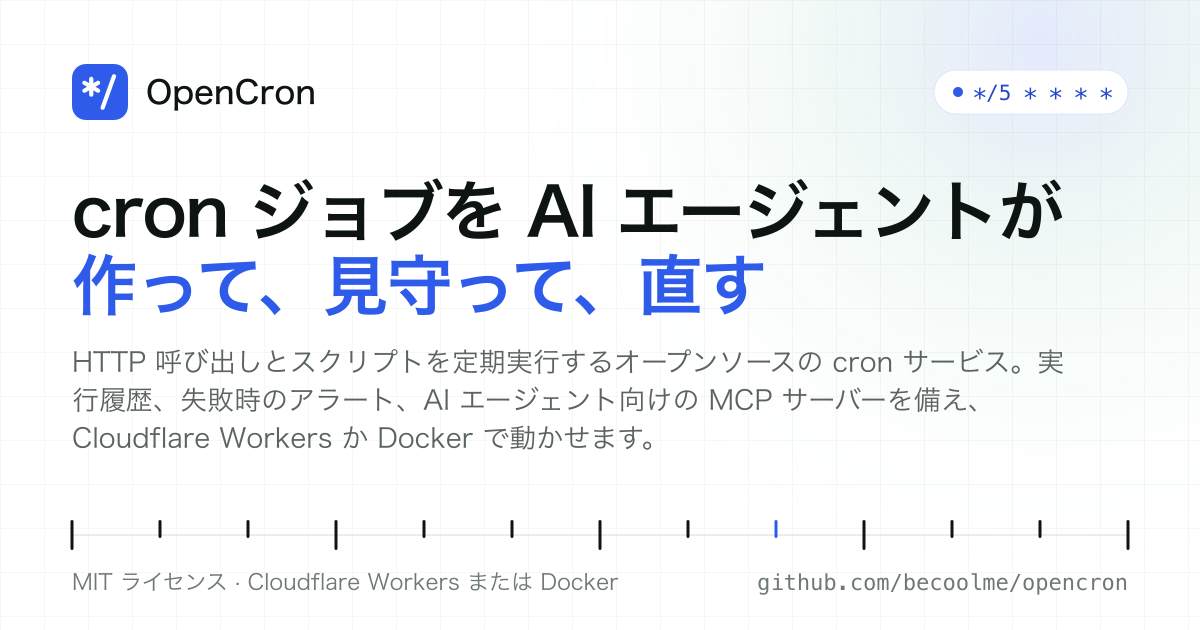 */ OpenCron
*/5 * * * *
cron ジョブを AI エージェントが
作って、見守って、直す
HTTP 呼び出しとスクリプトを定期実行するオープンソースの cron サービス。実
行履歴、失敗時のアラート、AI エージェント向けの MCP サーバーを備え、
Cloudflare Workers か Docker で動かせます。
MIT ライセンス · Cloudflare Workers または Docker
github.com/becoolme/opencron